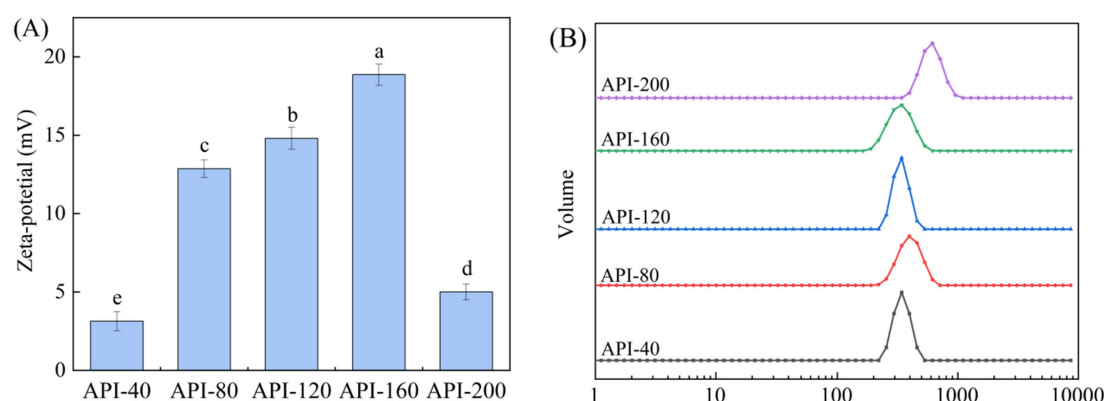 (A)
Zeta-potetial (mV)
20
15
10
5
0
e
c
b
a
d
API-40 API-80 API-120 API-160 API-200
(B)
Volume
API-200
API-160
API-120
API-80
API-40
1 10 100 1000 10000